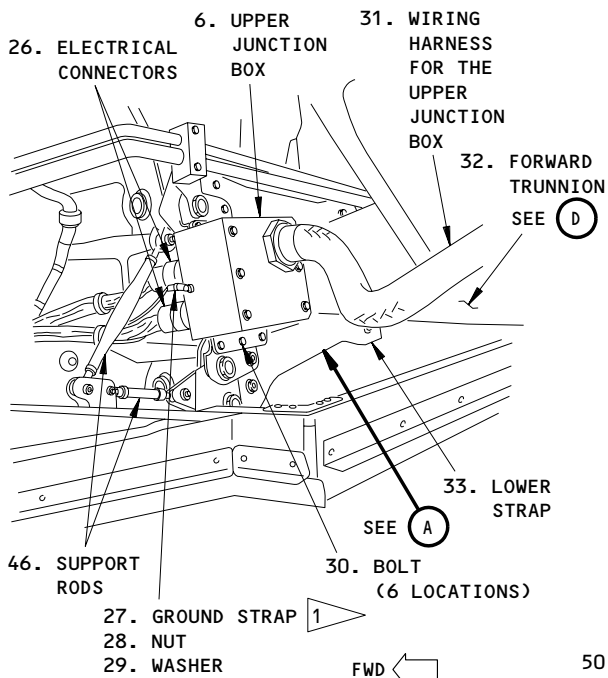 6. UPPER
JUNCTION
BOX
31. WIRING
HARNESS
FOR THE
UPPER
JUNCTION
BOX
26. ELECTRICAL
CONNECTORS
32. FORWARD
TRUNNION
SEE D
33. LOWER
STRAP
SEE A
46. SUPPORT
RODS
30. BOLT
(6 LOCATIONS)
27. GROUND STRAP 1
28. NUT
29. WASHER
FWD
50